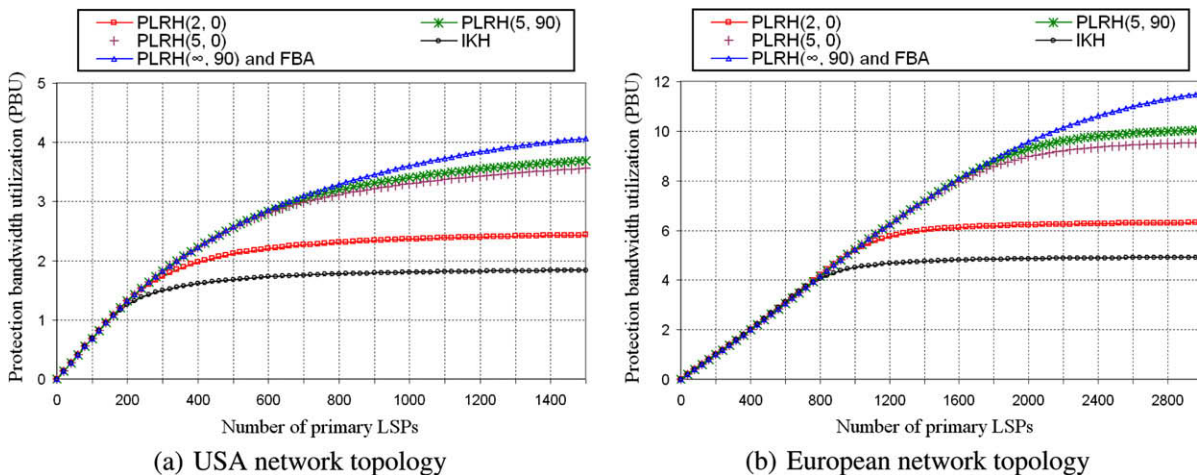 PLRH(2, 0)
PLRH(5, 90)
PLRH(5, 0)
IKH
PLRH(∞, 90) and FBA
Protection bandwidth utilization (PBU)
5
4
3
2
1
0
0 200 400 600 800 1000 1200 1400
Number of primary LSPs
(a) USA network topology
PLRH(2, 0)
PLRH(5, 90)
PLRH(5, 0)
IKH
PLRH(∞, 90) and FBA
Protection bandwidth utilization (PBU)
12
10
8
6
4
2
0
0 400 800 1200 1600 2000 2400 2800
Number of primary LSPs
(b) European network topology